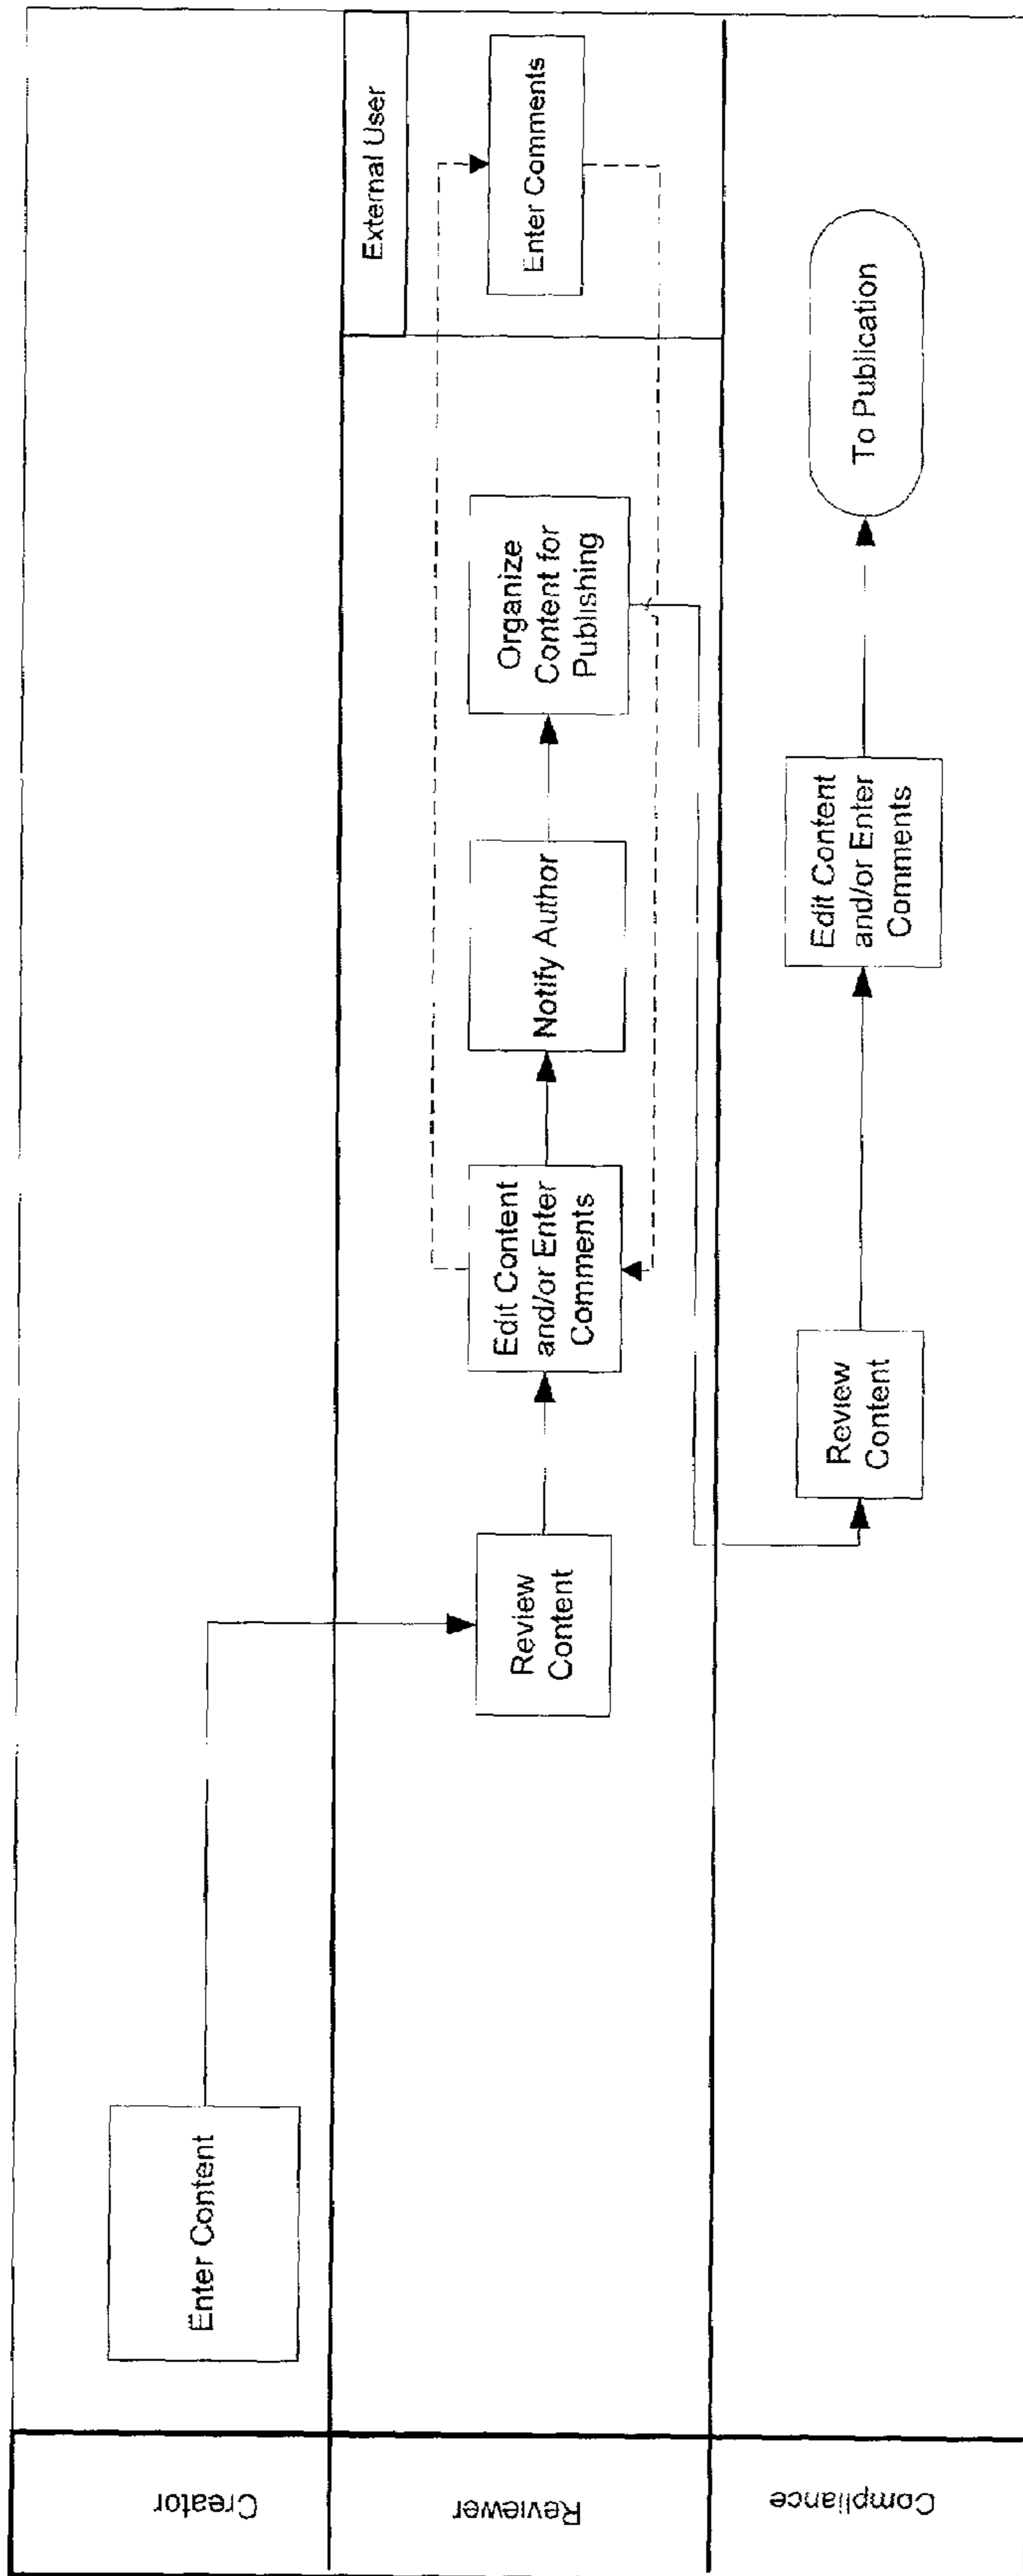 Creator
Enter Content
Reviewer
Review
Content
Edit Content
and/or Enter
Comments
Notify Author
Organize
Content for
Publishing
External User
Enter Comments
Compliance
Review
Content
Edit Content
and/or Enter
Comments
To Publication